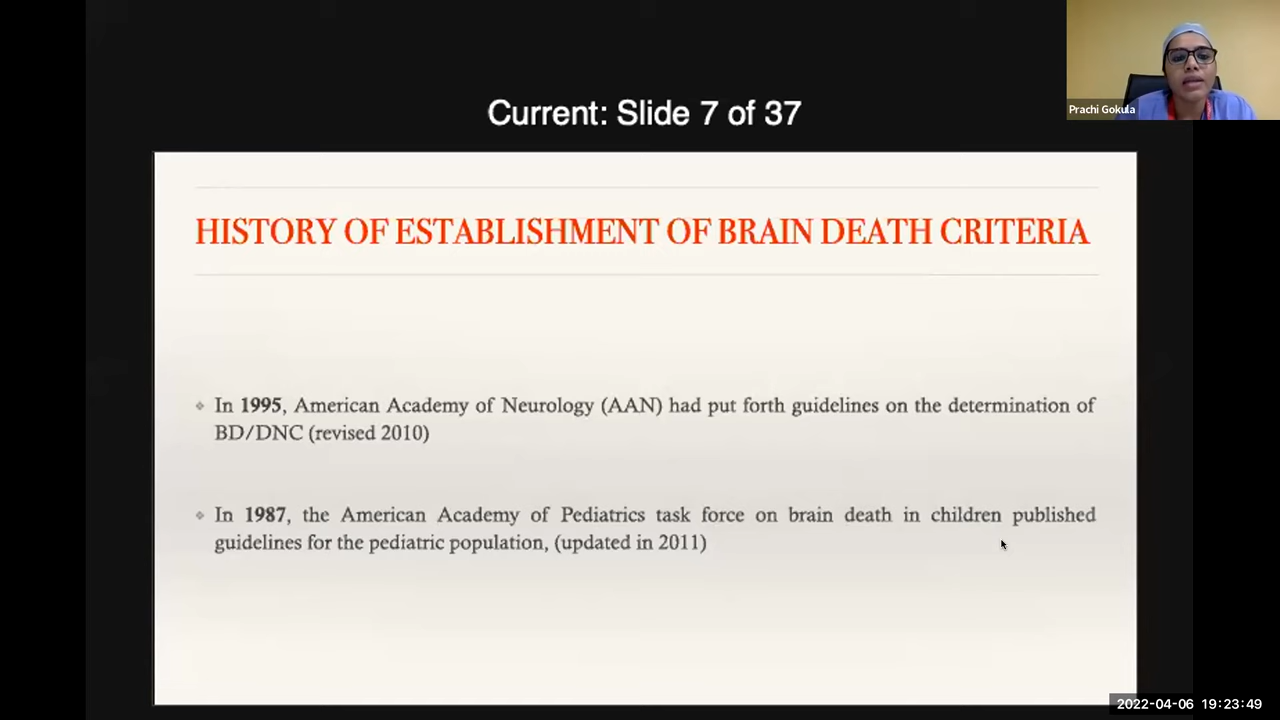 Prachi Gokula
Current: Slide 7 of 37
HISTORY OF ESTABLISHMENT OF BRAIN DEATH CRITERIA
In 1995, American Academy of Neurology (AAN) had put forth guidelines on the determination of
BD/DNC (revised 2010)
In 1987, the American Academy of Pediatrics task force on brain death in children published
guidelines for the pediatric population, (updated in 2011)
2022-04-06 19:23:49